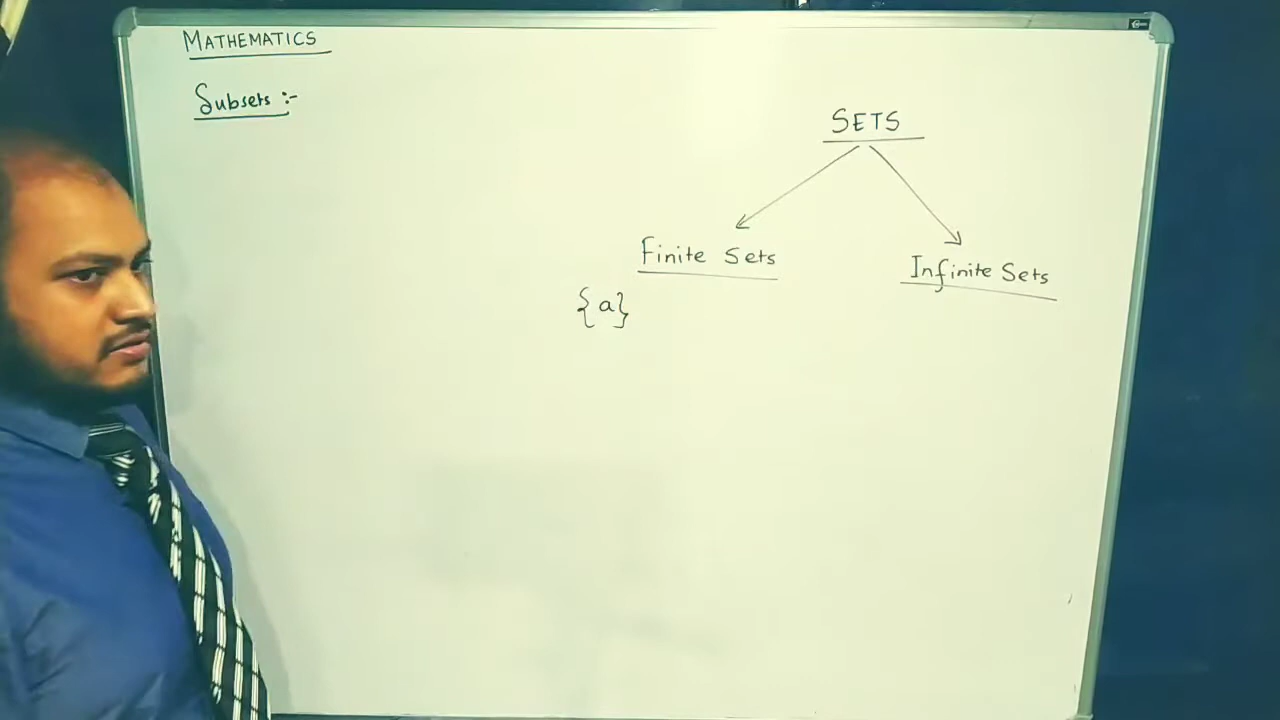 MATHEMATICS
Subsets :-
SETS
Finite Sets
Infinite Sets
{a}